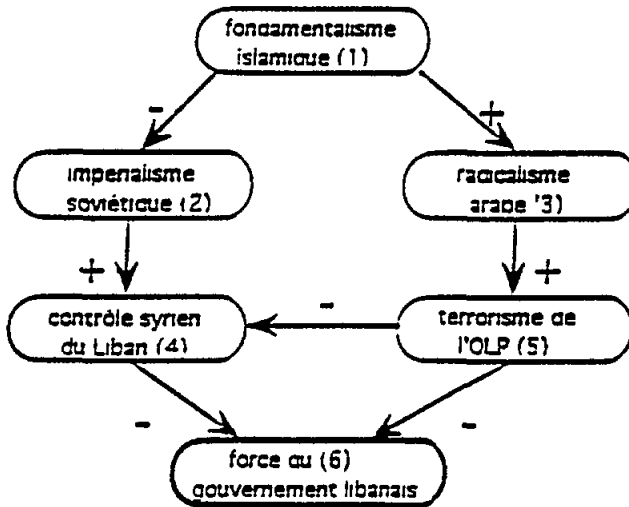 fondamentalisme
islamique (1)
-
+
impérialisme
soviétique (2)
radicalisme
arabe (3)
+
+
contrôle syrien
du Liban (4)
-
terrorisme de
l'OLP (5)
-
-
force du (6)
gouvernement libanais